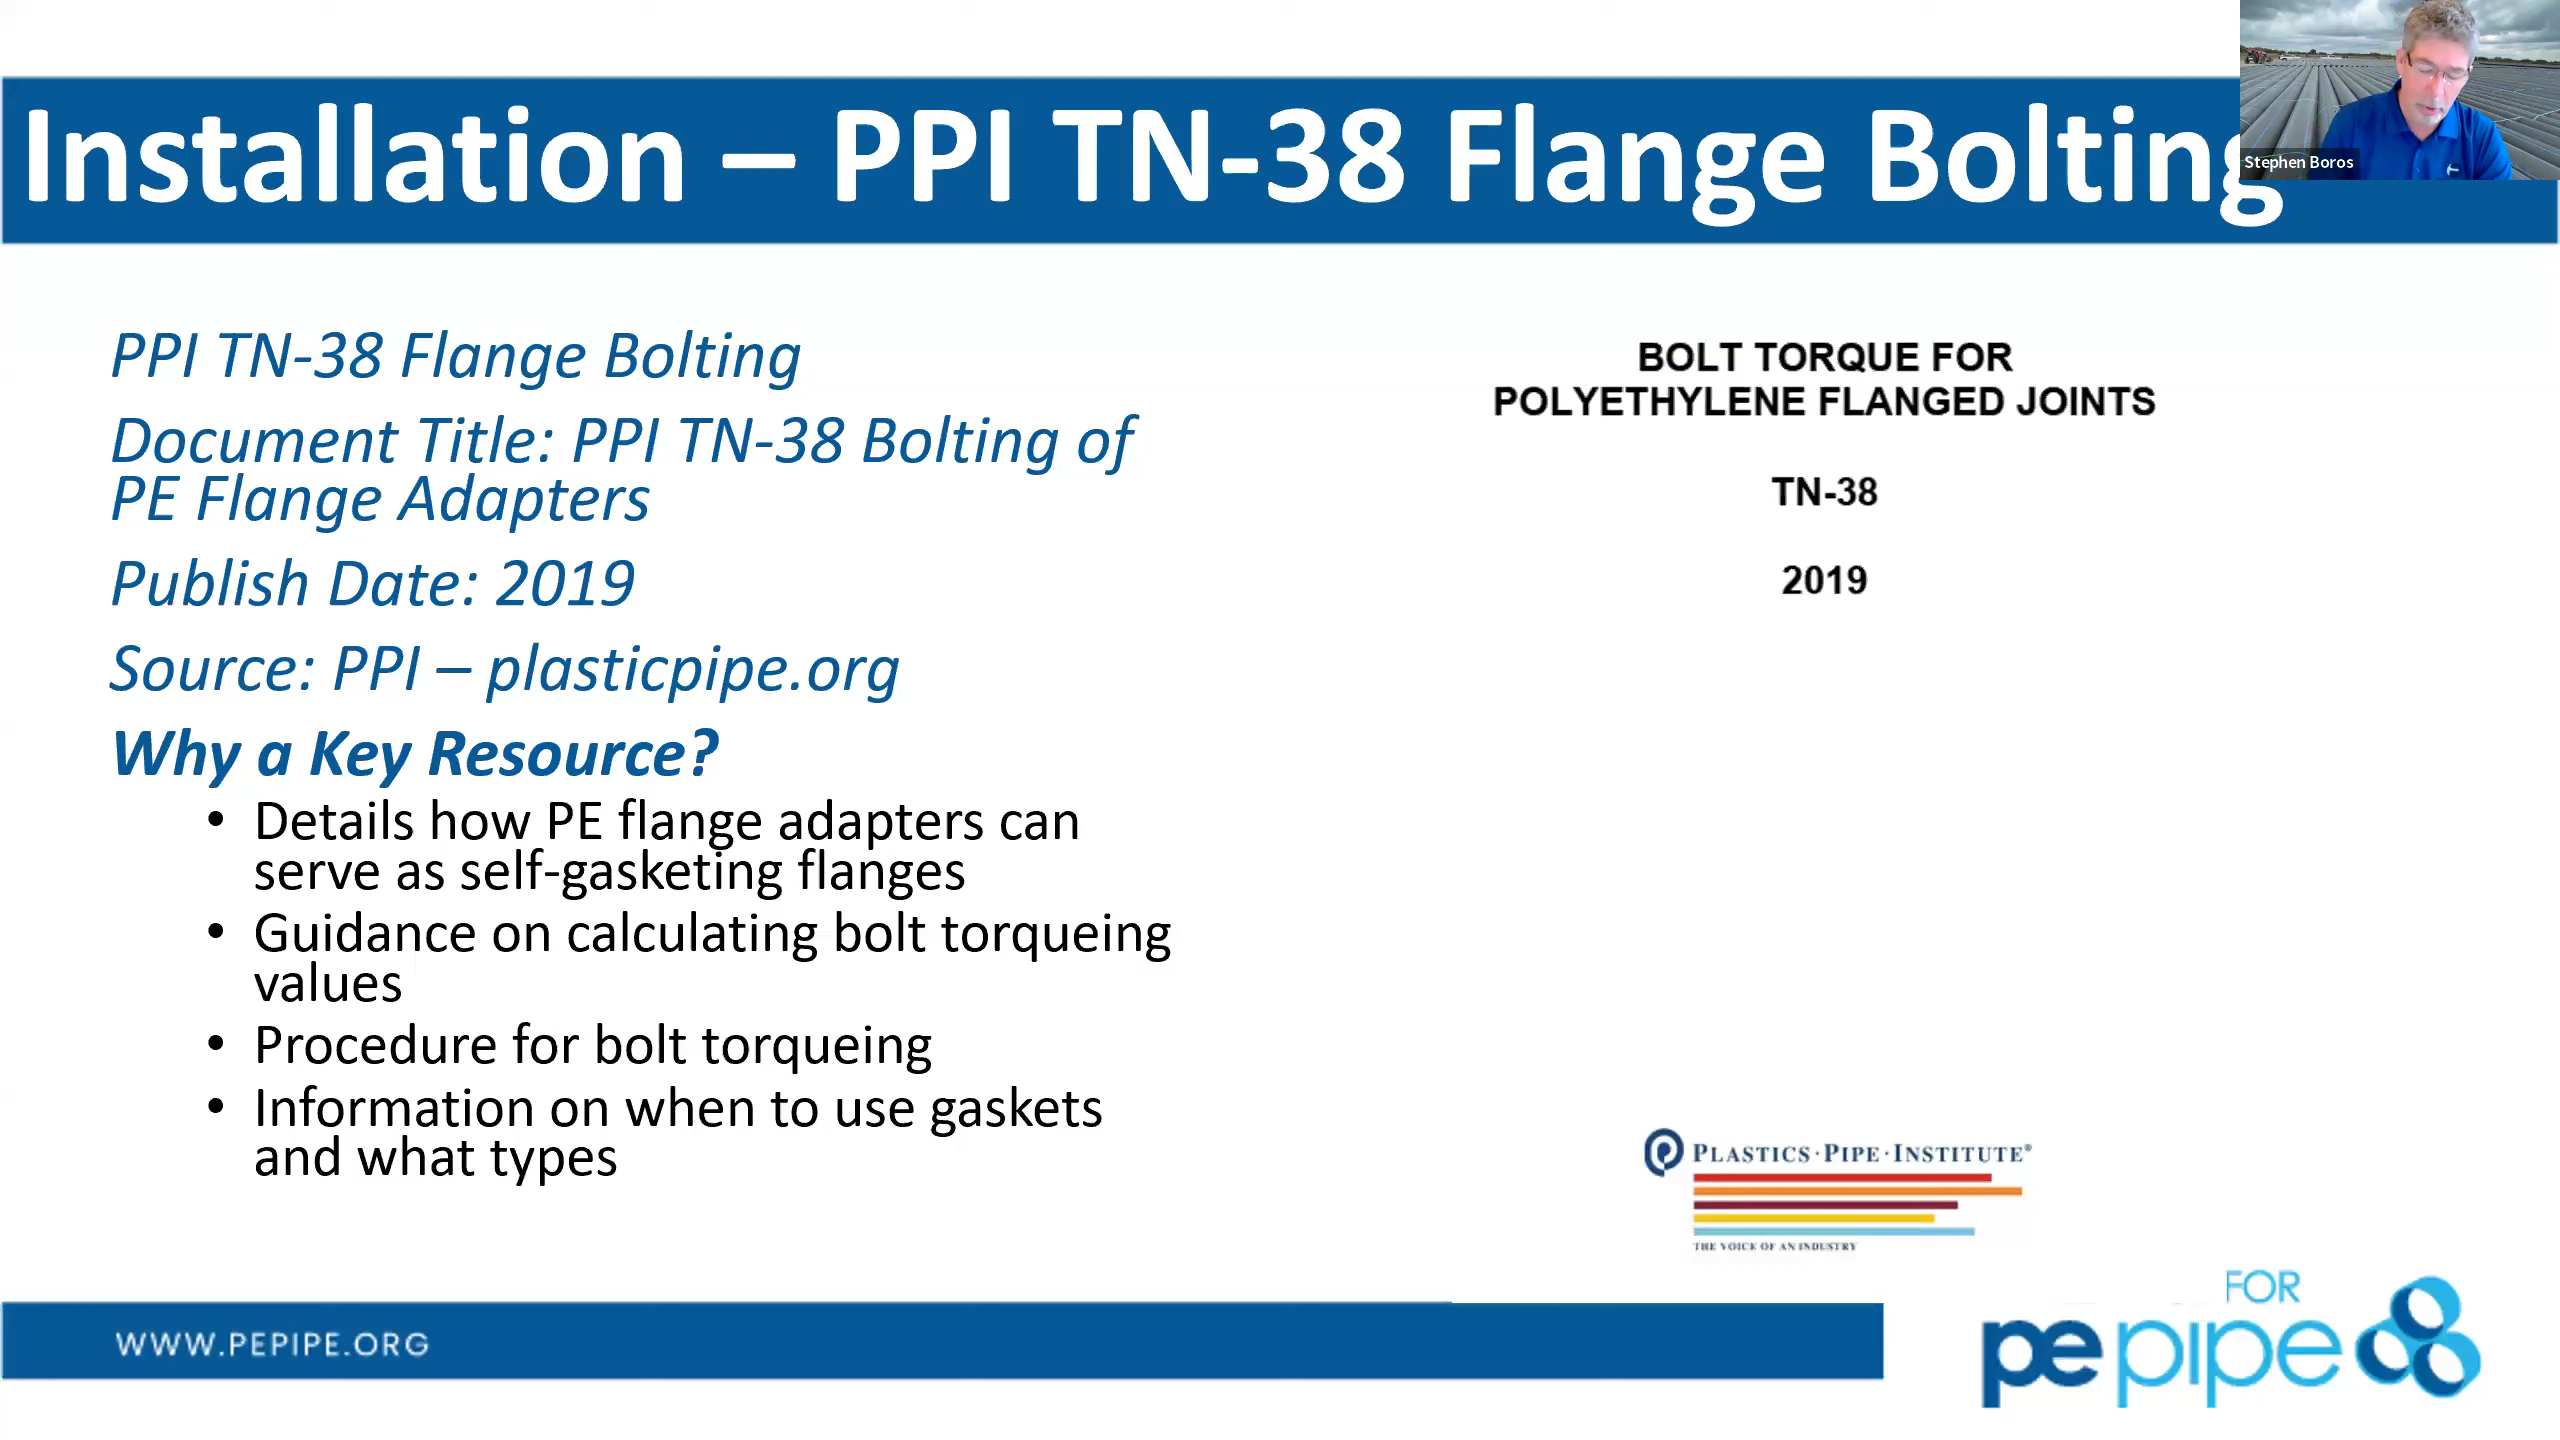 Installation – PPI TN-38 Flange Bolting
Stephen Boros
PPI TN-38 Flange Bolting
Document Title: PPI TN-38 Bolting of
PE Flange Adapters
Publish Date: 2019
Source: PPI – plasticpipe.org
Why a Key Resource?
• Details how PE flange adapters can
serve as self-gasketing flanges
• Guidance on calculating bolt torqueing
values
• Procedure for bolt torqueing
• Information on when to use gaskets
and what types
BOLT TORQUE FOR
POLYETHYLENE FLANGED JOINTS
TN-38
2019
PLASTICS·PIPE·INSTITUTE®
THE VOICE OF AN INDUSTRY
WWW.PEPIPE.ORG
FOR
pepipe